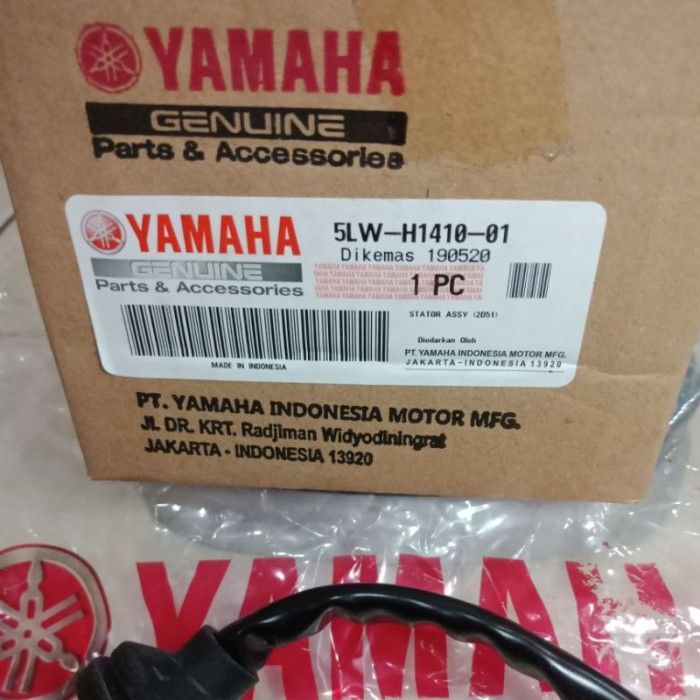 YAMAHA
GENUINE
Parts & Accessories
YAMAHA
GENUINE
Parts & Accessories
5LW-H1410-01
Dikemas 190520
1 PC
STATOR ASSY (2D51)
Diedarkan Oleh
PT. YAMAHA INDONESIA MOTOR MFG.
JAKARTA-INDONESIA 13920
MADE IN INDONESIA
PT. YAMAHA INDONESIA MOTOR MFG.
Jl. DR. KRT. Radjiman Widyodiningrat
JAKARTA - INDONESIA 13920
YAMAH